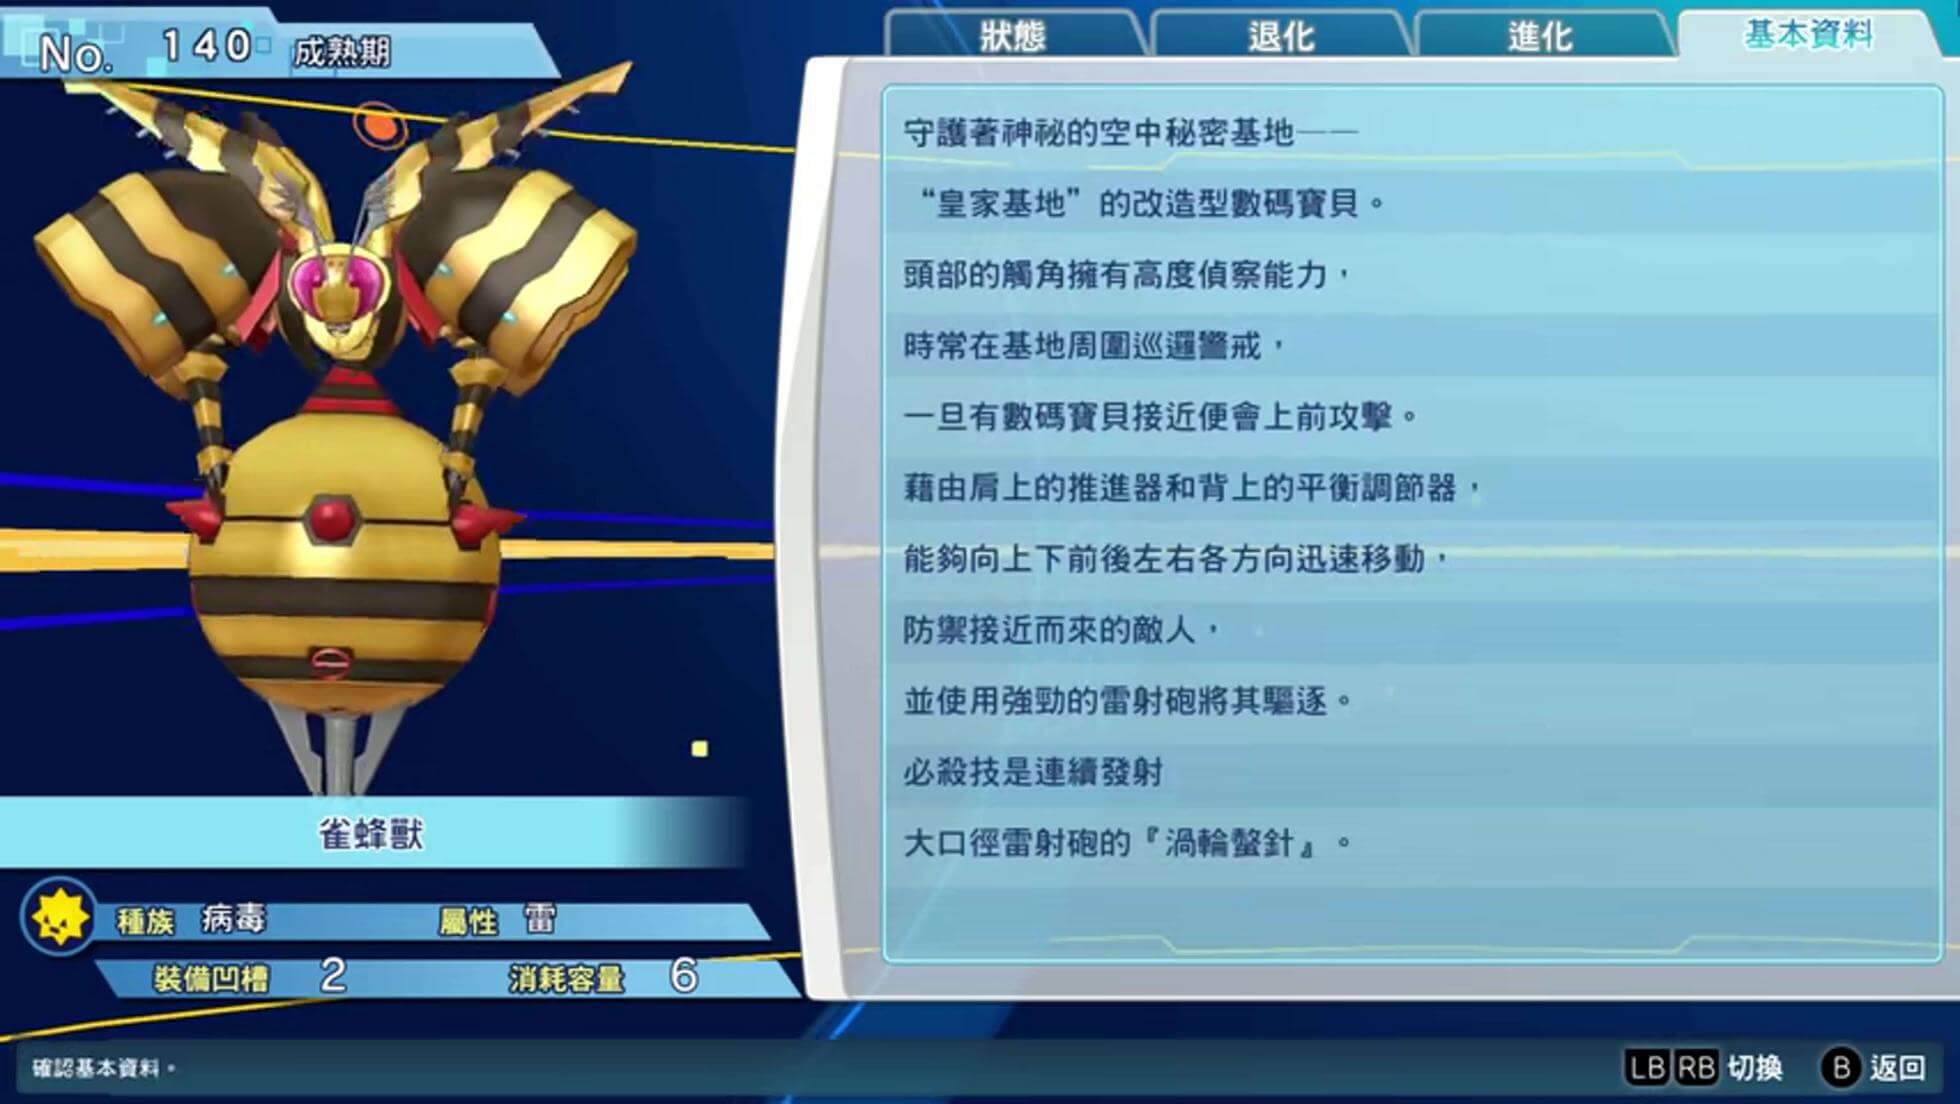 No. 140 成熟期
狀態 退化 進化 基本資料
守護著神祕的空中秘密基地——
“皇家基地”的改造型數碼寶貝。
頭部的觸角擁有高度偵察能力，
時常在基地周圍巡邏警戒，
一旦有數碼寶貝接近便會上前攻擊。
藉由肩上的推進器和背上的平衡調節器，
能夠向上下前後左右各方向迅速移動，
防禦接近而來的敵人，
並使用強勁的雷射砲將其驅逐。
必殺技是連續發射
大口徑雷射砲的『渦輪螫針』。
雀蜂獸
種族 病毒 屬性 雷
裝備凹槽 2 消耗容量 6
確認基本資料。
LB RB 切換 B 返回